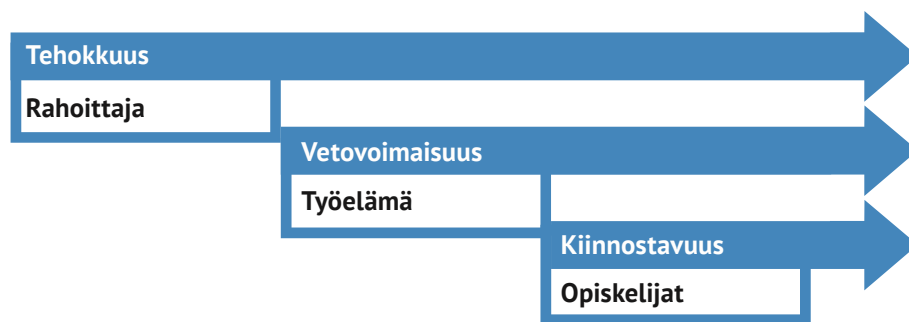 Tehokkuus
Rahoittaja
Vetovoimaisuus
Työelämä
Kiinnostavuus
Opiskelijat